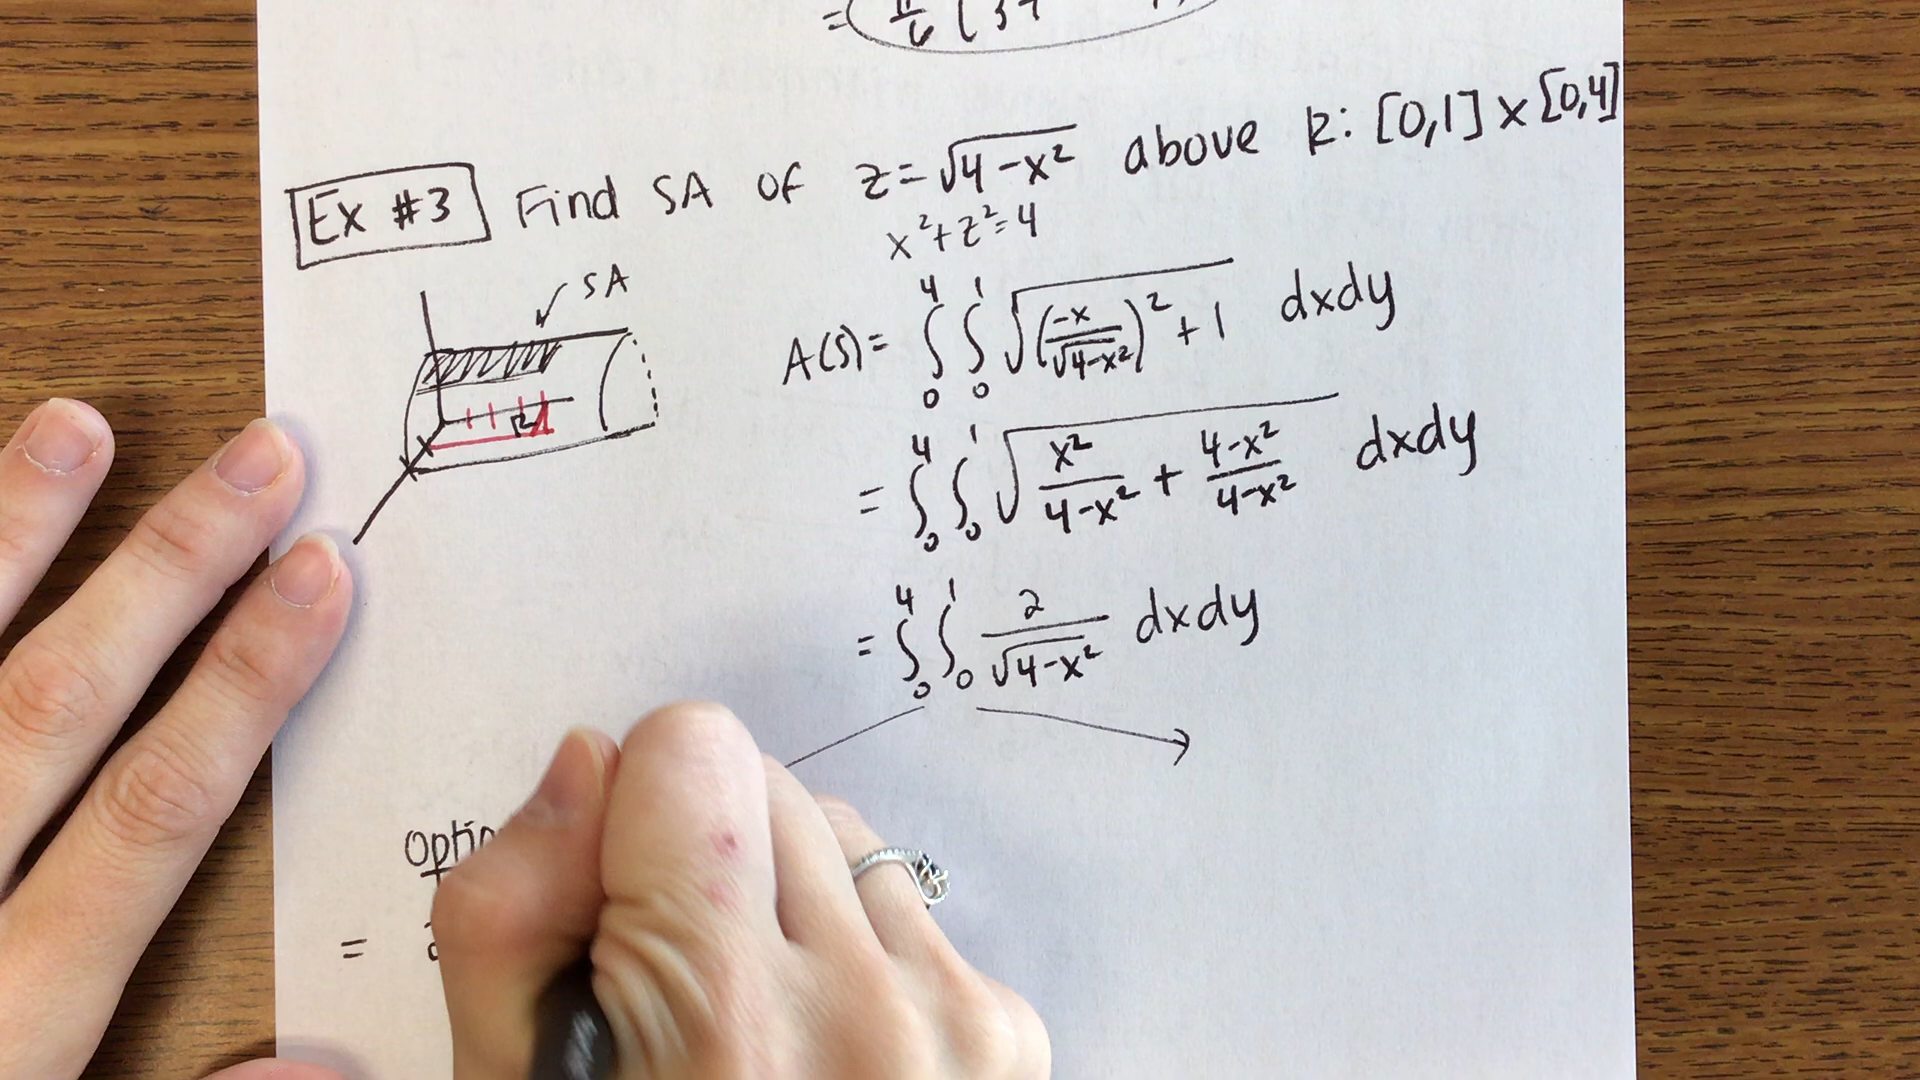 = π/6 (37
Ex #3 Find SA of z = √(4-x²) above R: [0,1] x [0,4]
x² + z² = 4
SA
R
A(S) = ∫₀⁴ ∫₀¹ √((-x/√(4-x²))² + 1) dxdy
= ∫₀⁴ ∫₀¹ √(x²/(4-x²) + (4-x²)/(4-x²)) dxdy
= ∫₀⁴ ∫₀¹ 2/√(4-x²) dxdy
=